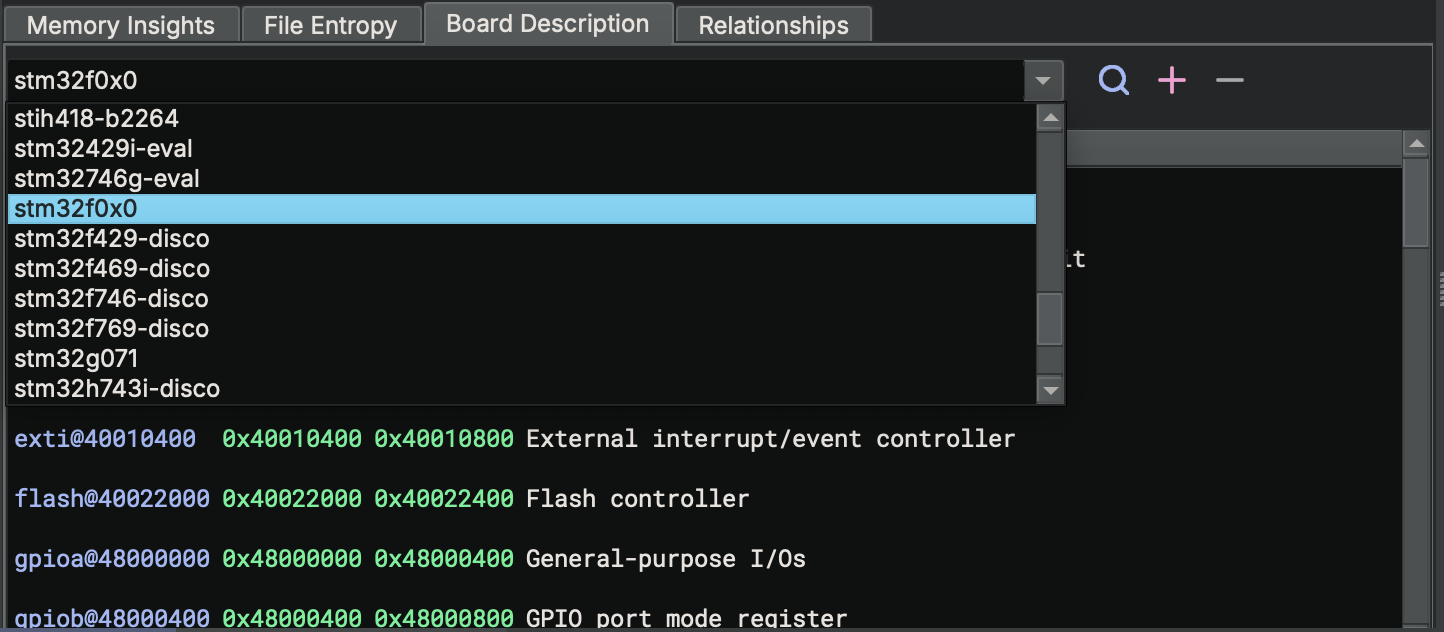 Memory Insights File Entropy Board Description Relationships
stm32f0x0
stih418-b2264
stm32429i-eval
stm32746g-eval
stm32f0x0
stm32f429-disco
it
stm32f469-disco
stm32f746-disco
stm32f769-disco
stm32g071
stm32h743i-disco
exti@40010400 0x40010400 0x40010800 External interrupt/event controller
flash@40022000 0x40022000 0x40022400 Flash controller
gpioa@48000000 0x48000000 0x48000400 General-purpose I/Os
gpiob@48000400 0x48000400 0x48000800 GPIO port mode register